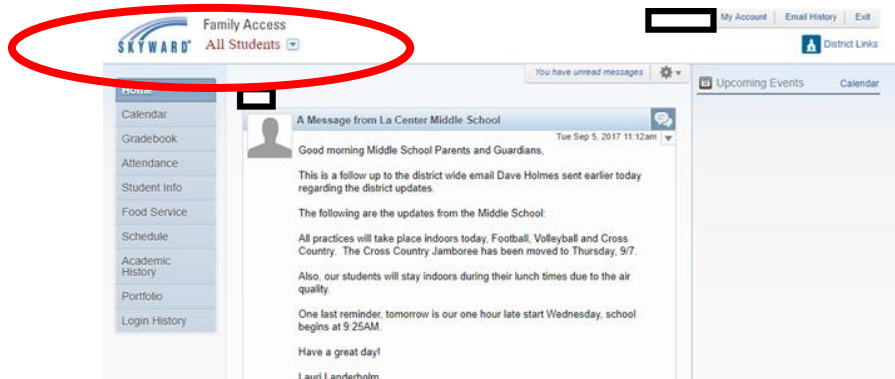 Family Access
SKYWARD®
All Students
My Account
Email History
Exit
District Links
You have unread messages
Upcoming Events
Calendar
Home
Calendar
Gradebook
Attendance
Student Info
Food Service
Schedule
Academic
History
Portfolio
Login History
A Message from La Center Middle School
Tue Sep 5, 2017 11:12am
Good morning Middle School Parents and Guardians,
This is a follow up to the district wide email Dave Holmes sent earlier today
regarding the district updates.
The following are the updates from the Middle School:
All practices will take place indoors today, Football, Volleyball and Cross
Country. The Cross Country Jamboree has been moved to Thursday, 9/7.
Also, our students will stay indoors during their lunch times due to the air
quality.
One last reminder, tomorrow is our one hour late start Wednesday, school
begins at 9:25AM.
Have a great day!
Lauri Landerholm